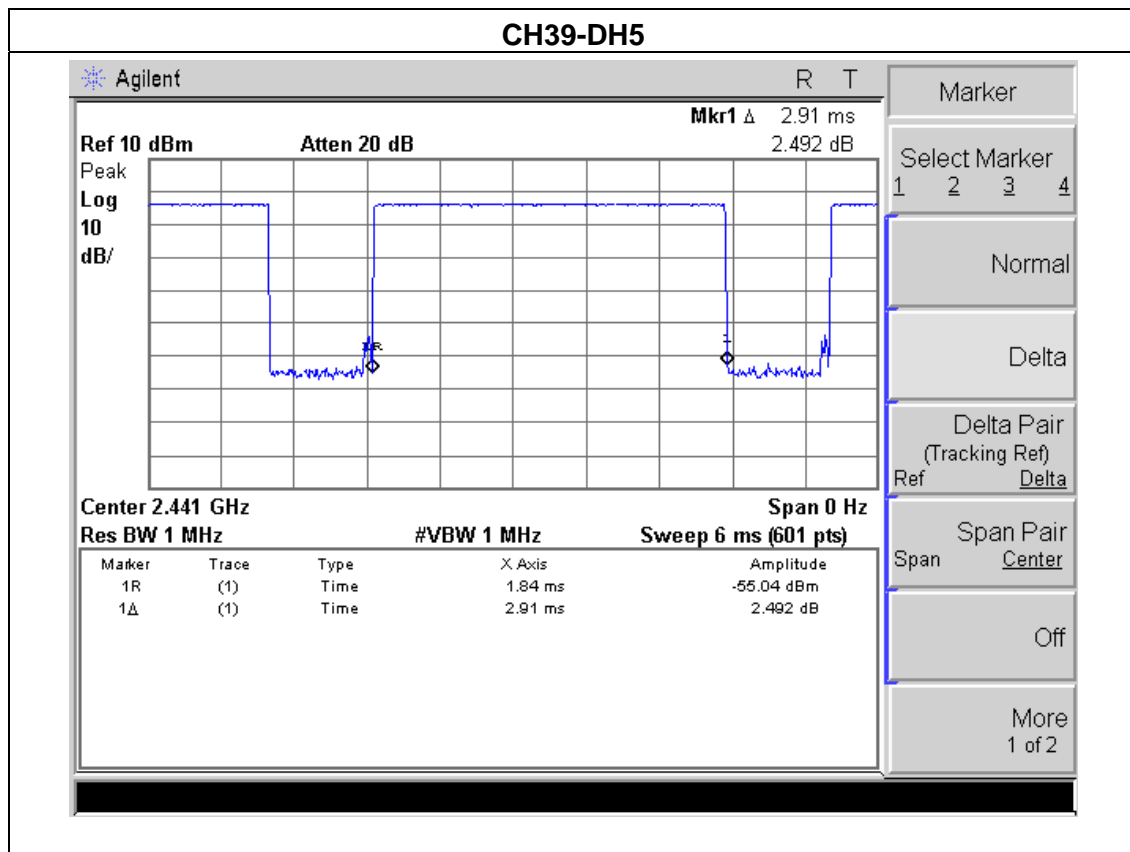 CH39-DH5
Agilent R T
Mkr1 Δ 2.91 ms
Ref 10 dBm Atten 20 dB 2.492 dB
Peak
Log
10
dB/
1R
1
Center 2.441 GHz Span 0 Hz
Res BW 1 MHz #VBW 1 MHz Sweep 6 ms (601 pts)
Marker Trace Type X Axis Amplitude
1R (1) Time 1.84 ms -55.04 dBm
1Δ (1) Time 2.91 ms 2.492 dB
Marker
Select Marker
1 2 3 4
Normal
Delta
Delta Pair
(Tracking Ref)
Ref Delta
Span Pair
Span Center
Off
More
1 of 2